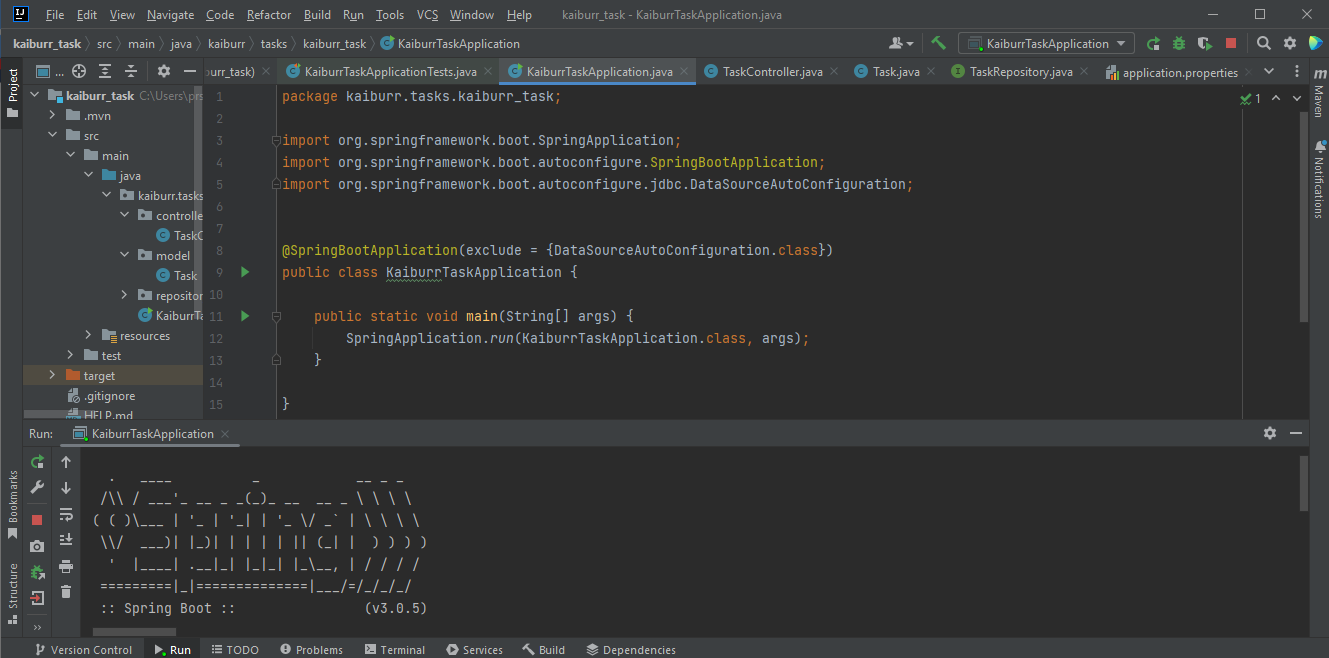 File Edit View Navigate Code Refactor Build Run Tools VCS Window Help kaiburr_task - KaiburrTaskApplication.java
kaiburr_task src main java kaiburr tasks kaiburr_task KaiburrTaskApplication KaiburrTaskApplication
Project
... burr_task) KaiburrTaskApplicationTests.java KaiburrTaskApplication.java TaskController.java Task.java TaskRepository.java application.properties
kaiburr_task C:\Users\prs
.mvn
src
main
java
kaiburr.tasks
controlle
TaskC
model
Task
repositor
KaiburrTa
resources
test
target
.gitignore
HELP.md
1 package kaiburr.tasks.kaiburr_task;
2
3 import org.springframework.boot.SpringApplication;
4 import org.springframework.boot.autoconfigure.SpringBootApplication;
5 import org.springframework.boot.autoconfigure.jdbc.DataSourceAutoConfiguration;
6
7
8 @SpringBootApplication(exclude = {DataSourceAutoConfiguration.class})
9 public class KaiburrTaskApplication {
10
11 public static void main(String[] args) {
12 SpringApplication.run(KaiburrTaskApplication.class, args);
13 }
14
15 }
1
m Maven
Notifications
Run: KaiburrTaskApplication
Bookmarks
Structure
  .   ____          _            __ _ _
 /\\ / ___'_ __ _ _(_)_ __  __ _ \ \ \ \
( ( )\___ | '_ | '_| | '_ \/ _` | \ \ \ \
 \\/  ___)| |_)| | | | | || (_| |  ) ) ) )
  '  |____| .__|_| |_|_| |_\__, | / / / /
 =========|_|==============|___/=/_/_/_/
 :: Spring Boot ::                (v3.0.5)
Version Control Run TODO Problems Terminal Services Build Dependencies